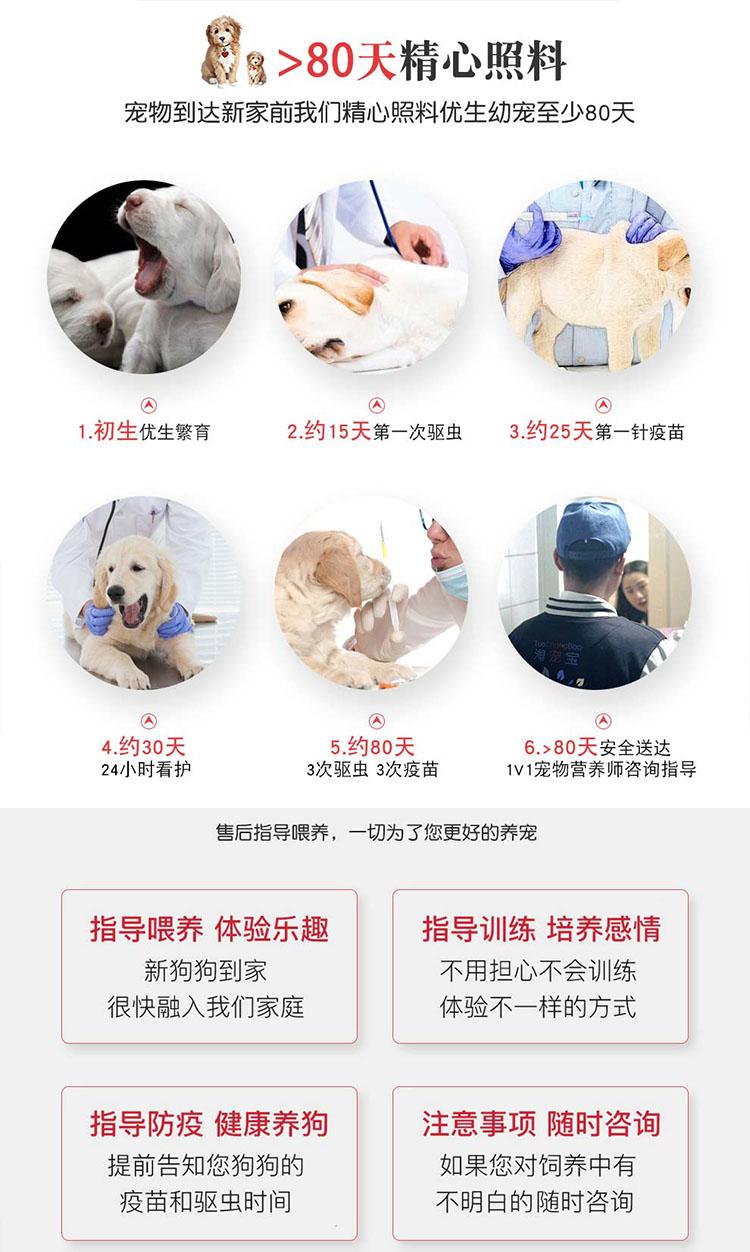 >80天精心照料
宠物到达新家前我们精心照料优生幼宠至少80天
1.初生优生繁育
2.约15天第一次驱虫
3.约25天第一针疫苗
TaoChongBao
淘宠宝
4.约30天
24小时看护
5.约80天
3次驱虫 3次疫苗
6.>80天安全送达
1V1宠物营养师咨询指导
售后指导喂养，一切为了您更好的养宠
指导喂养 体验乐趣
新狗狗到家
很快融入我们家庭
指导训练 培养感情
不用担心不会训练
体验不一样的方式
指导防疫 健康养狗
提前告知您狗狗的
疫苗和驱虫时间
注意事项 随时咨询
如果您对饲养中有
不明白的随时咨询